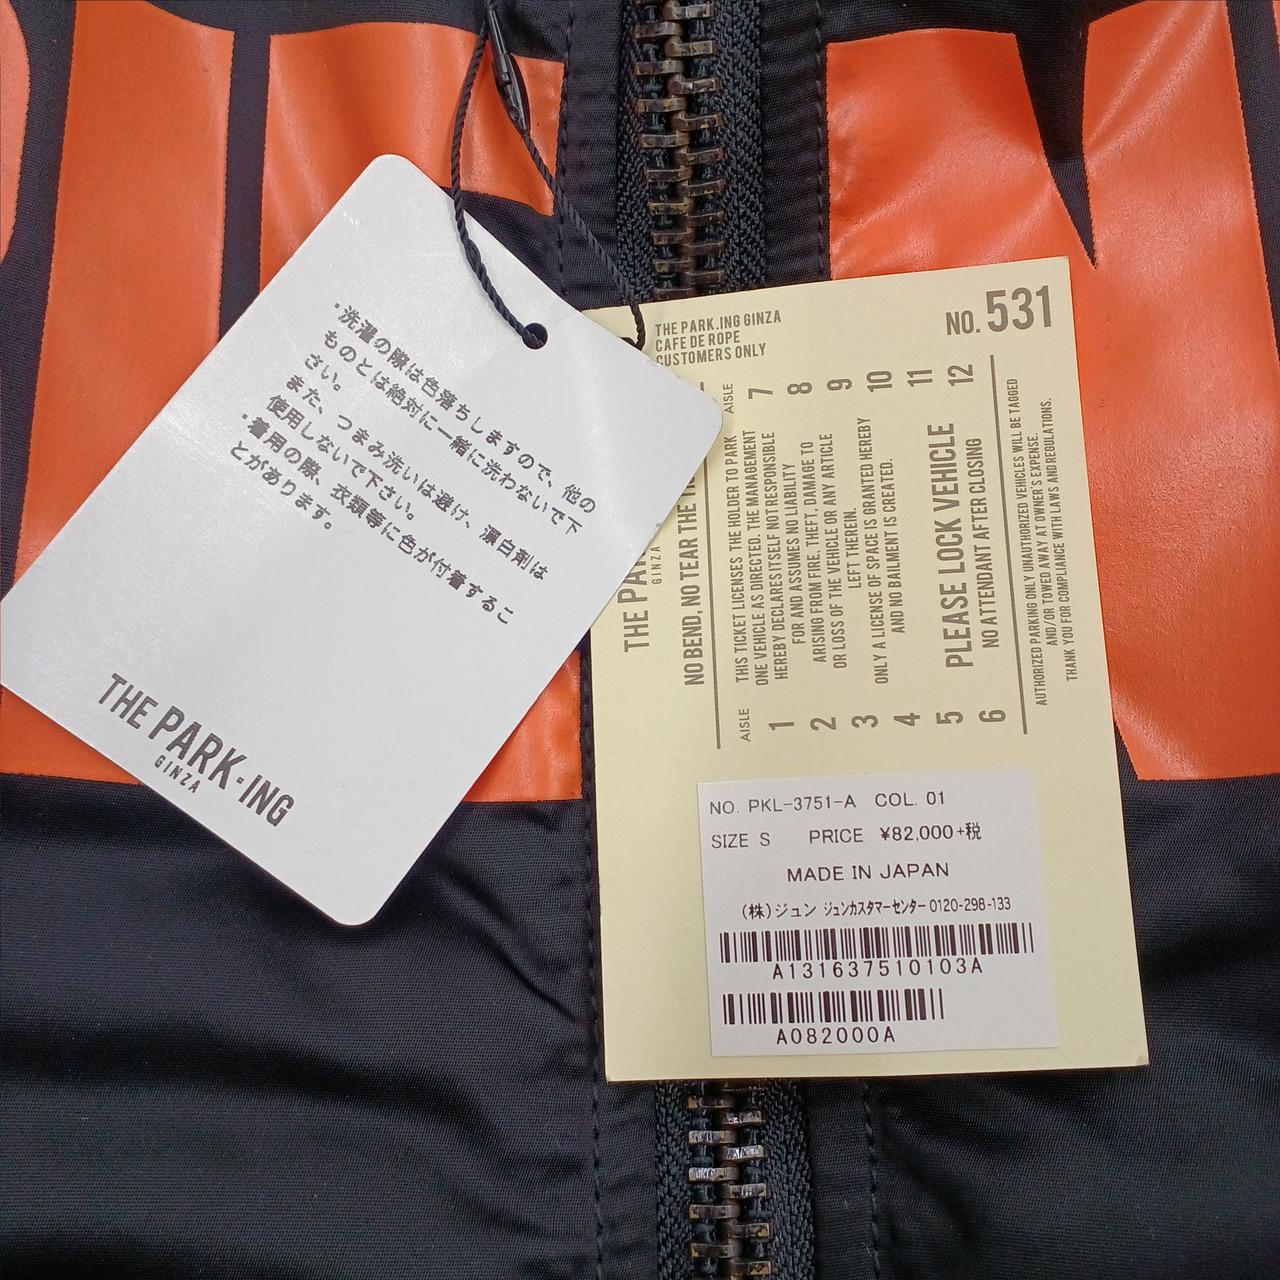 ・洗濯の際は色落ちしますので、他の
ものとは絶対に一緒に洗わないで下
さい。
また、つまみ洗いは避け、漂白剤は
使用しないで下さい。
・着用の際、衣類等に色が付着するこ
とがあります。
THE PARK-ING
GINZA
THE PARK.ING GINZA
CAFE DE ROPE
CUSTOMERS ONLY
NO. 531
GINZA
NO BEND, NO TEAR THE
AISLE
7
8
9
10
11
12
THIS TICKET LICENSES THE HOLDER TO PARK
ONE VEHICLE AS DIRECTED. THE MANAGEMENT
HEREBY DECLARES ITSELF NOT RESPONSIBLE
FOR AND ASSUMES NO LIABILITY
ARISING FROM FIRE, THEFT, DAMAGE TO
OR LOSS OF THE VEHICLE OR ANY ARTICLE
LEFT THEREIN.
ONLY A LICENSE OF SPACE IS GRANTED HEREBY
AND NO BAILMENT IS CREATED.
PLEASE LOCK VEHICLE
NO ATTENDANT AFTER CLOSING
AISLE
1
2
3
4
5
6
AUTHORIZED PARKING ONLY UNAUTHORIZED VEHICLES WILL BE TAGGED
AND/OR TOWED AWAY AT OWNER'S EXPENSE.
THANK YOU FOR COMPLIANCE WITH LAWS AND REGULATIONS.
NO. PKL-3751-A COL. 01
SIZE S PRICE ¥82,000+税
MADE IN JAPAN
(株)ジュン ジュンカスタマーセンター 0120-298-133
A131637510103A
A082000A